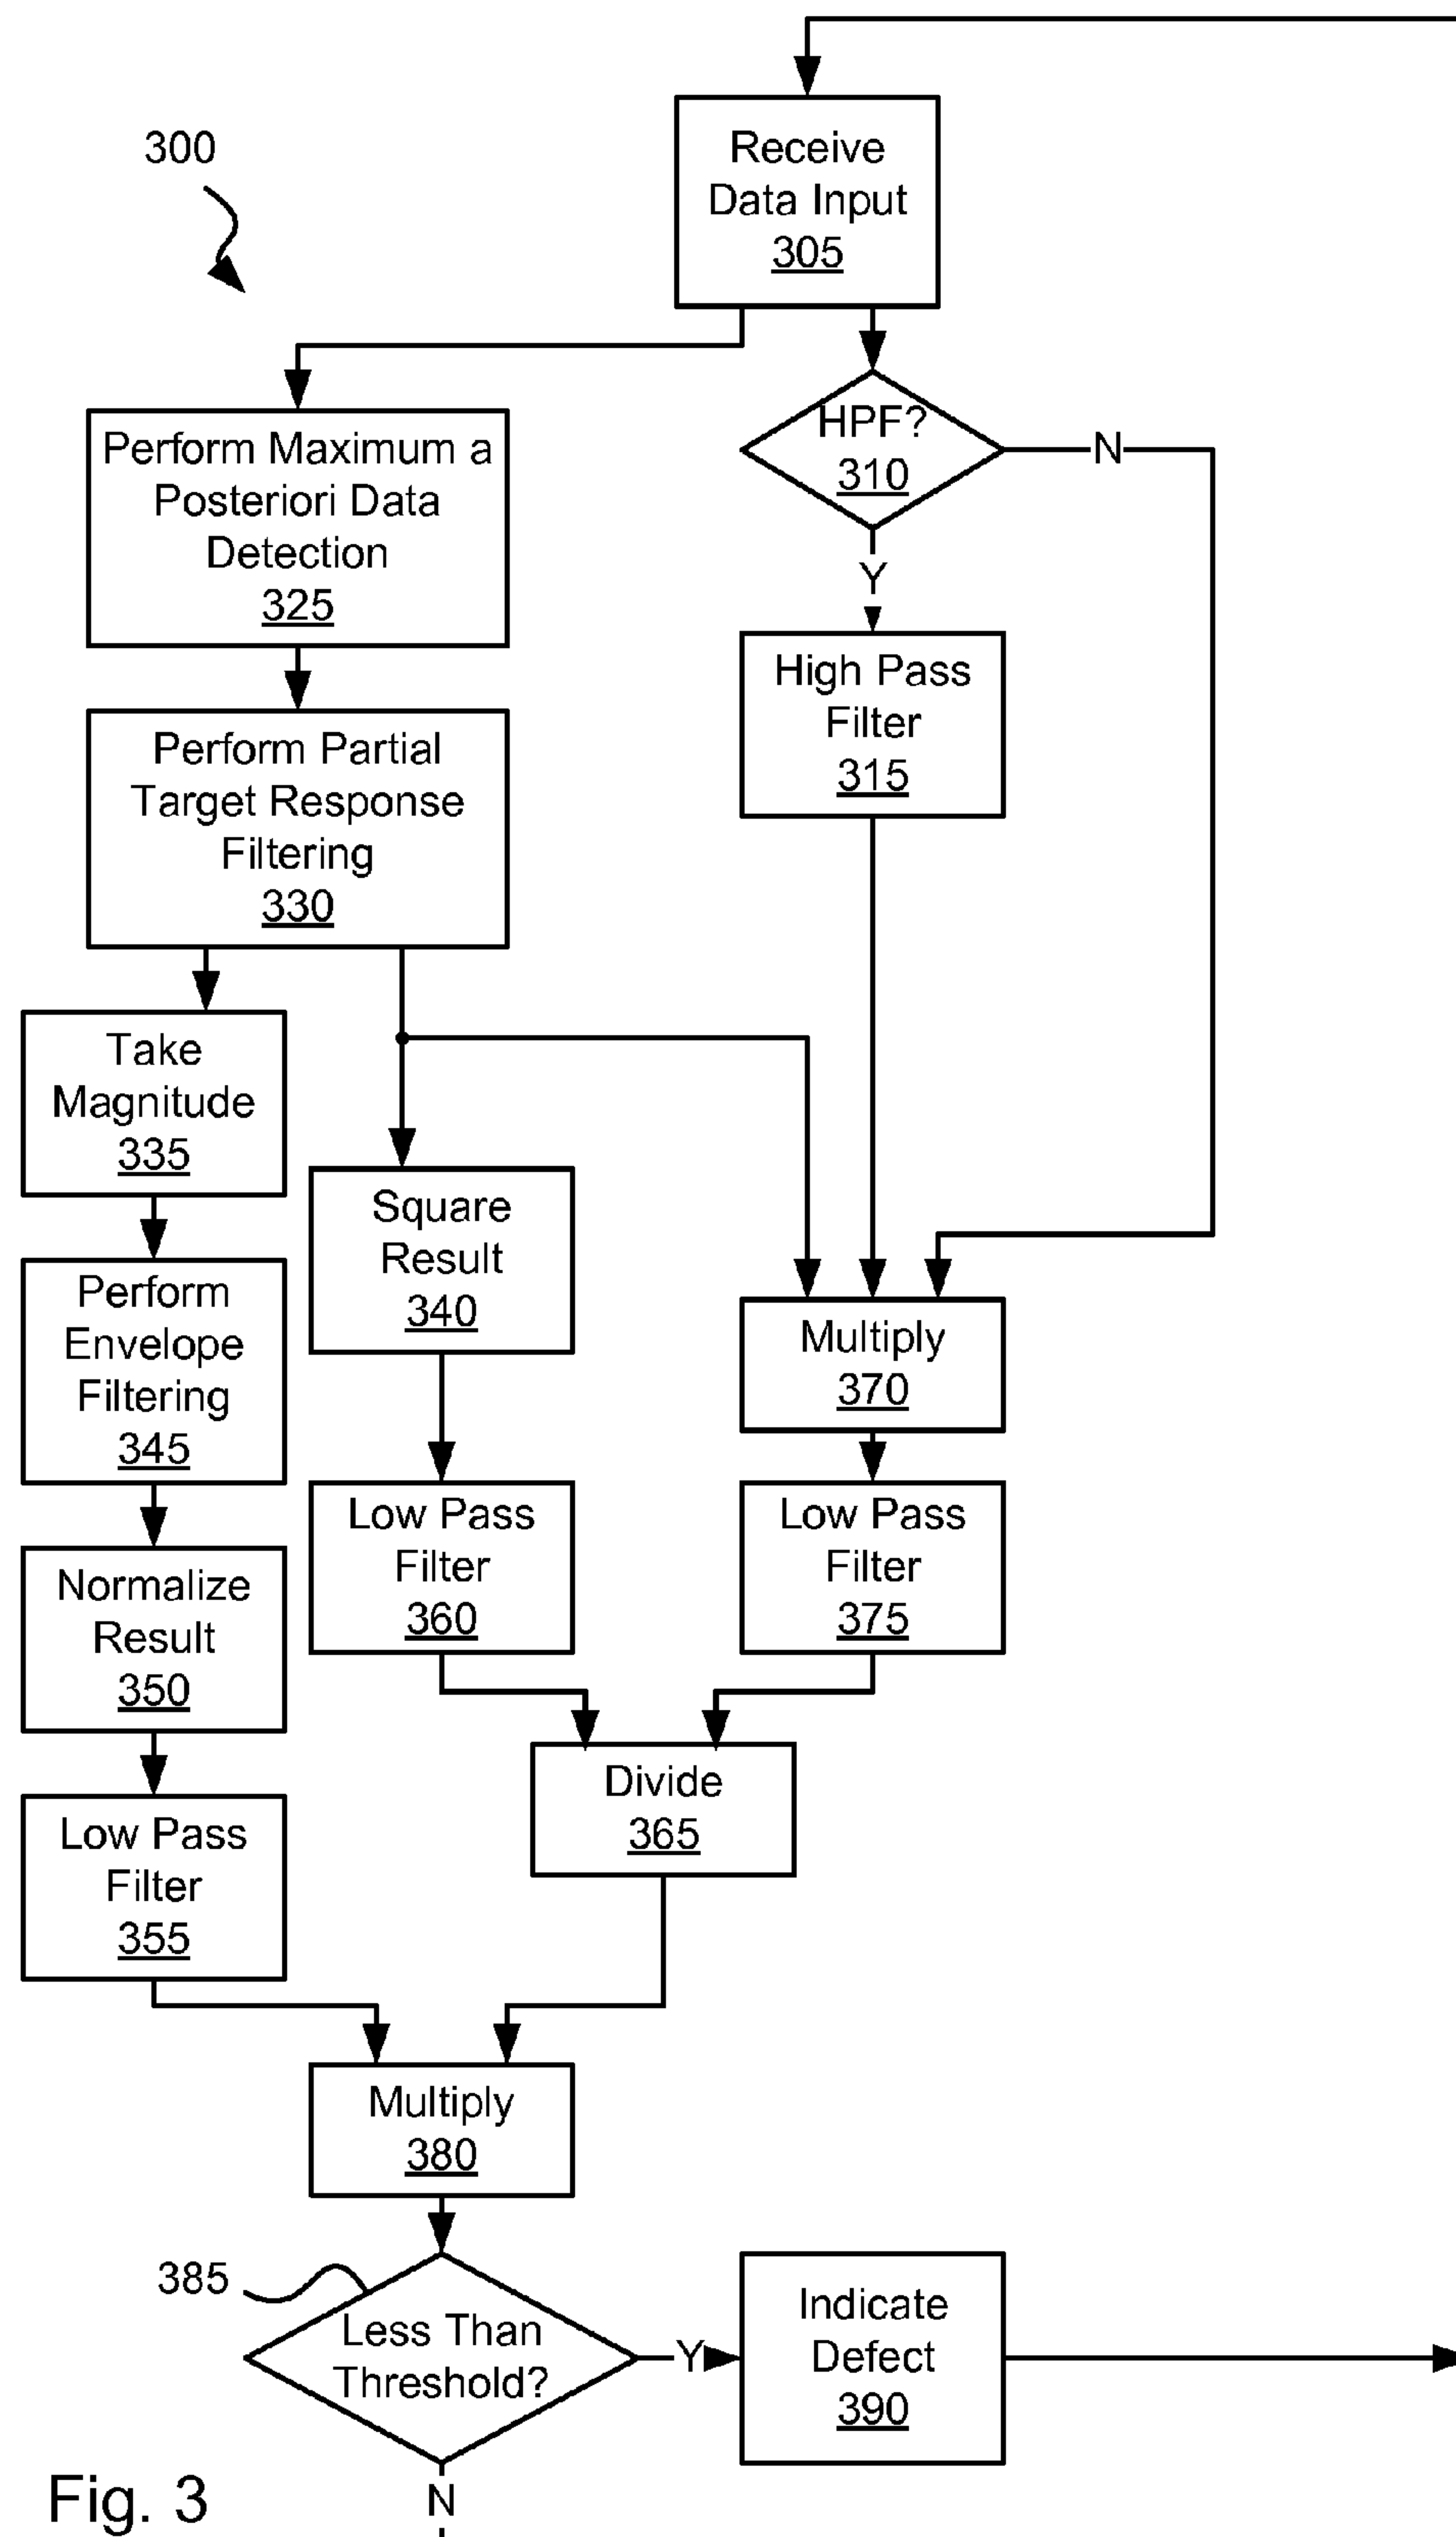 300
Receive
Data Input
305
HPF?
310
N
Y
Perform Maximum a
Posteriori Data
Detection
325
High Pass
Filter
315
Perform Partial
Target Response
Filtering
330
Take
Magnitude
335
Square
Result
340
Perform
Envelope
Filtering
345
Multiply
370
Low Pass
Filter
360
Low Pass
Filter
375
Normalize
Result
350
Divide
365
Low Pass
Filter
355
Multiply
380
385
Less Than
Threshold?
Y
Indicate
Defect
390
N
Fig. 3